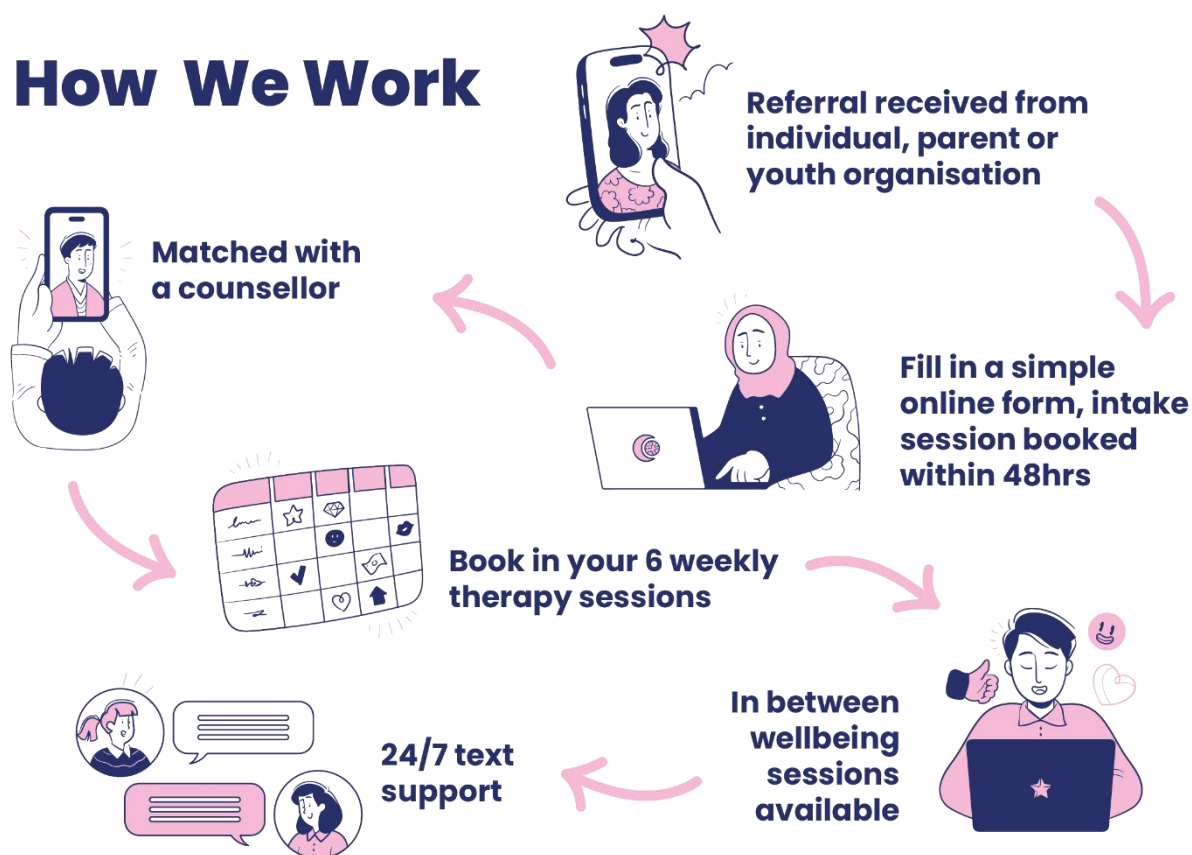 How We Work
Referral received from
individual, parent or
youth organisation
Fill in a simple
online form, intake
session booked
within 48hrs
Matched with
a counsellor
Book in your 6 weekly
therapy sessions
In between
wellbeing
sessions
available
24/7 text
support